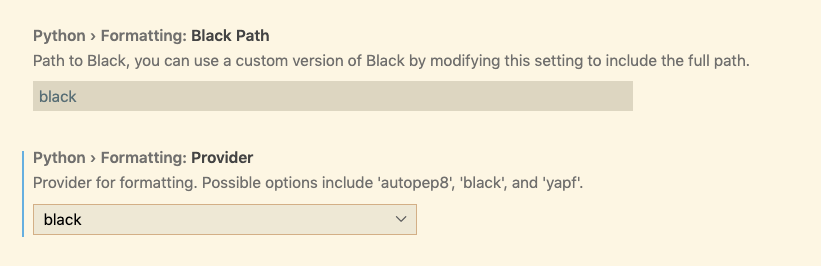 Python › Formatting: Black Path
Path to Black, you can use a custom version of Black by modifying this setting to include the full path.
black
Python › Formatting: Provider
Provider for formatting. Possible options include 'autopep8', 'black', and 'yapf'.
black